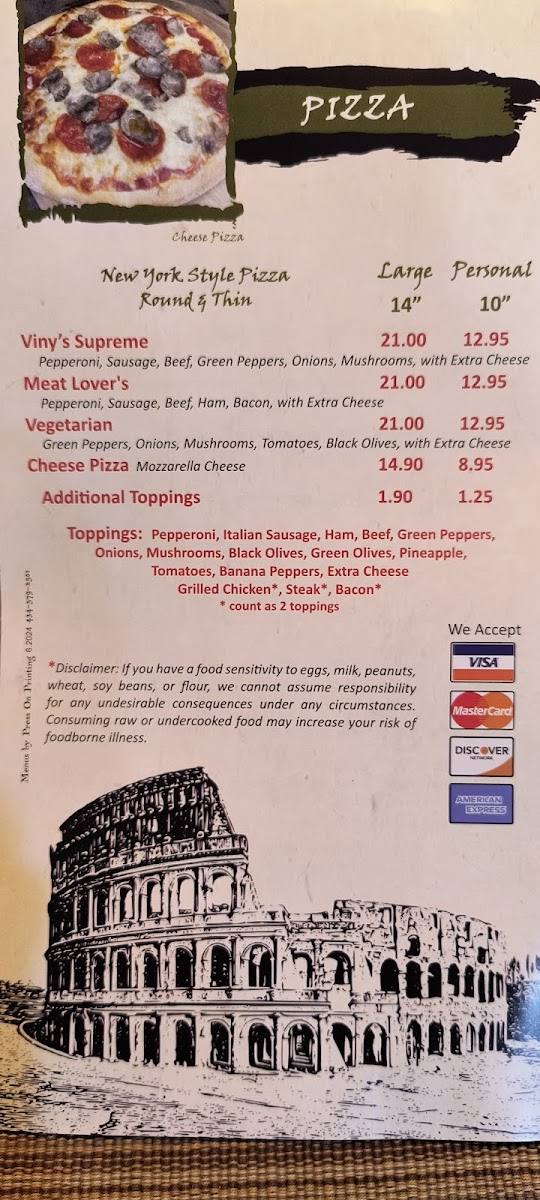 PIZZA
Cheese Pizza
New York Style Pizza
Round & Thin
Large Personal
14" 10"
Viny's Supreme 21.00 12.95
Pepperoni, Sausage, Beef, Green Peppers, Onions, Mushrooms, with Extra Cheese
Meat Lover's 21.00 12.95
Pepperoni, Sausage, Beef, Ham, Bacon, with Extra Cheese
Vegetarian 21.00 12.95
Green Peppers, Onions, Mushrooms, Tomatoes, Black Olives, with Extra Cheese
Cheese Pizza Mozzarella Cheese 14.90 8.95
Additional Toppings 1.90 1.25
Toppings: Pepperoni, Italian Sausage, Ham, Beef, Green Peppers,
Onions, Mushrooms, Black Olives, Green Olives, Pineapple,
Tomatoes, Banana Peppers, Extra Cheese
Grilled Chicken*, Steak*, Bacon*
* count as 2 toppings
We Accept
VISA
MasterCard
DISCOVER
NETWORK
AMERICAN
EXPRESS
*Disclaimer: If you have a food sensitivity to eggs, milk, peanuts,
wheat, soy beans, or flour, we cannot assume responsibility
for any undesirable consequences under any circumstances.
Consuming raw or undercooked food may increase your risk of
foodborne illness.
Menus by Press On Printing 6.2024 434-579-2501